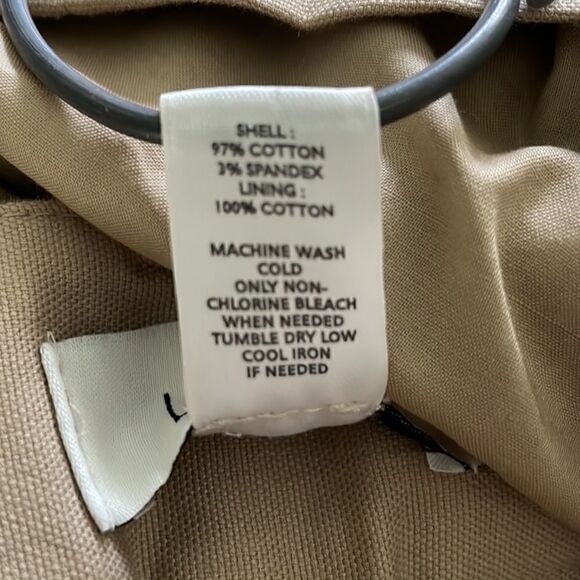 SHELL :
97% COTTON
3% SPANDEX
LINING :
100% COTTON
MACHINE WASH
COLD
ONLY NON-
CHLORINE BLEACH
WHEN NEEDED
TUMBLE DRY LOW
COOL IRON
IF NEEDED
L